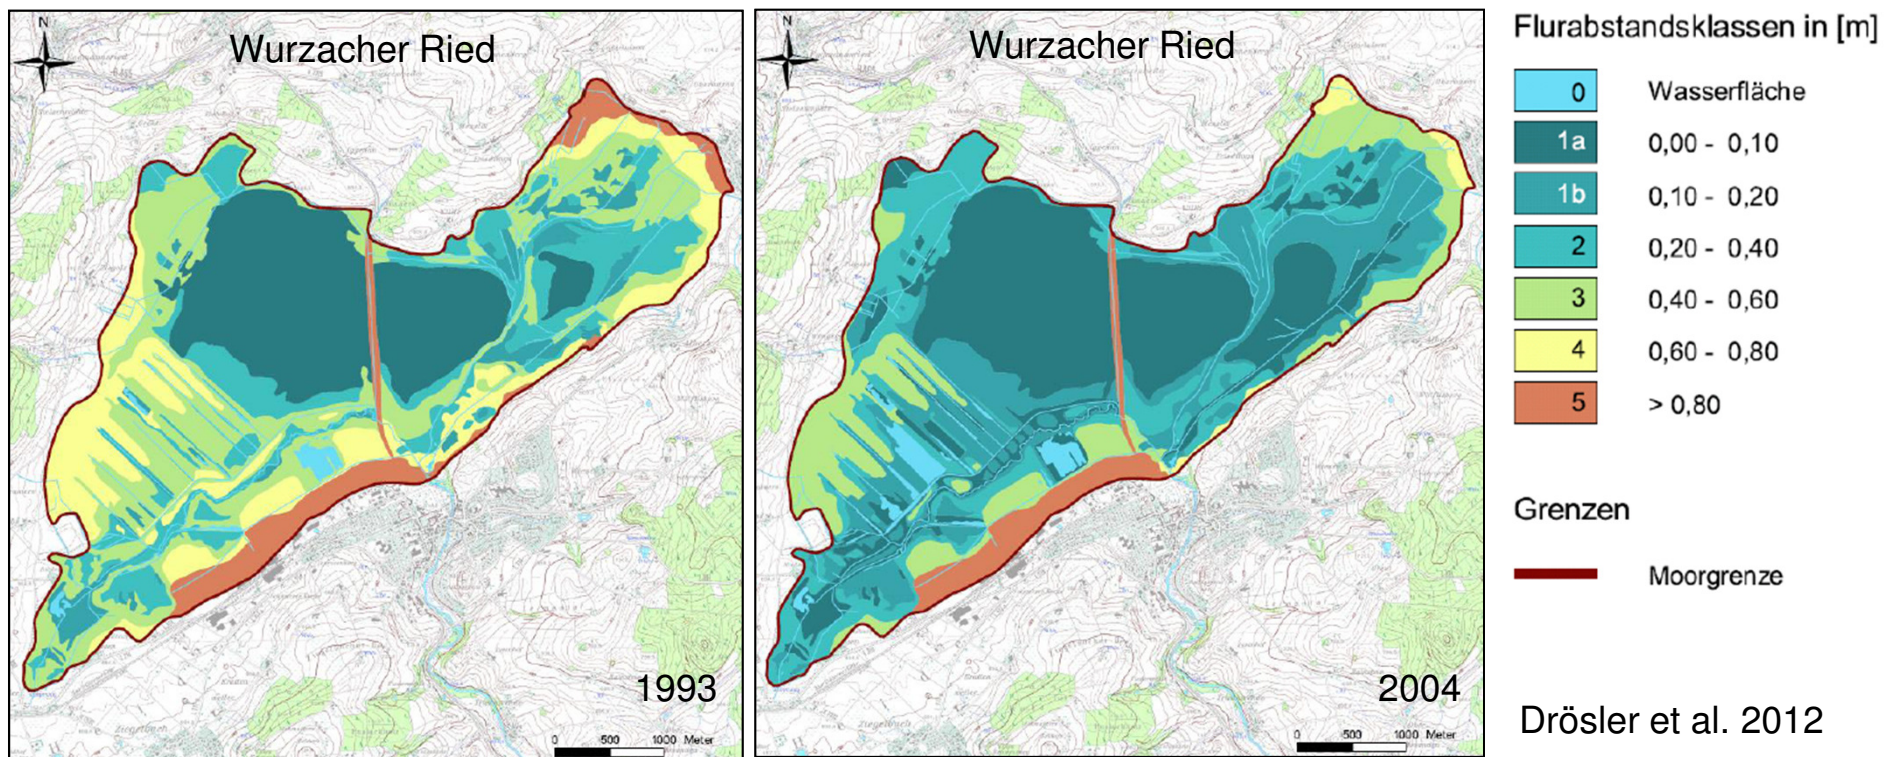 N
Wurzacher Ried
1993
0 500 1000 Meter
Ziegelbach
N
Wurzacher Ried
2004
0 500 1000 Meter
Flurabstandsklassen in [m]
0 Wasserfläche
1a 0,00 - 0,10
1b 0,10 - 0,20
2 0,20 - 0,40
3 0,40 - 0,60
4 0,60 - 0,80
5 > 0,80
Grenzen
Moorgrenze
Drösler et al. 2012